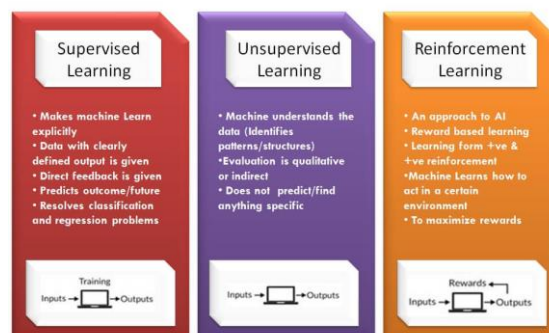 Supervised
Learning
• Makes machine Learn
explicitly
• Data with clearly
defined output is given
• Direct feedback is given
• Predicts outcome/future
• Resolves classification
and regression problems
Training
Inputs
Outputs
Unsupervised
Learning
• Machine understands the
data (Identifies
patterns/structures)
•Evaluation is qualitative
or indirect
• Does not predict/find
anything specific
Inputs
Outputs
Reinforcement
Learning
• An approach to AI
• Reward based learning
• Learning form +ve &
+ve reinforcement
•Machine Learns how to
act in a certain
environment
• To maximize rewards
Rewards
Inputs
Outputs